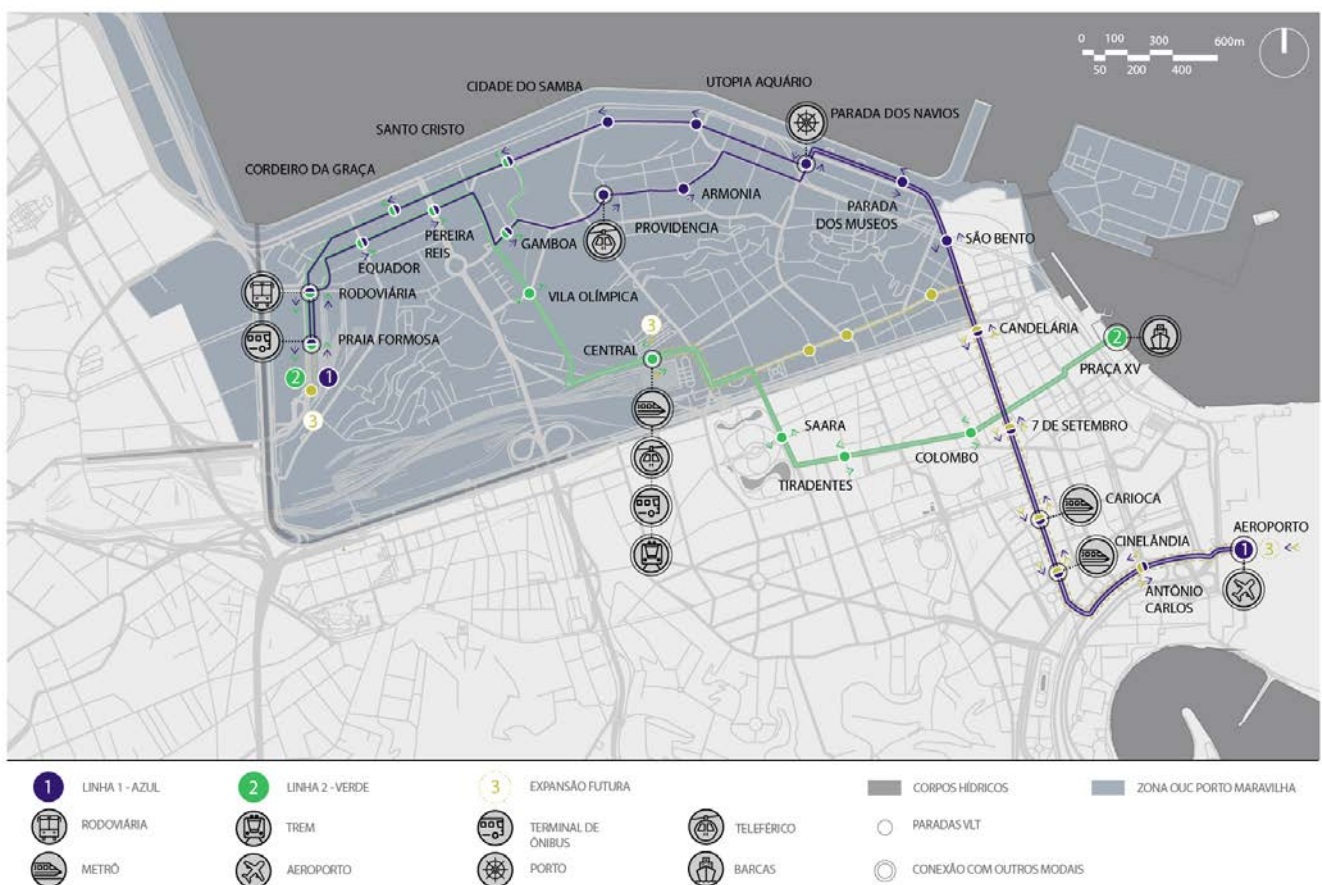 0 100 300 600m
50 200 400
CIDADE DO SAMBA
UTOPIA AQUÁRIO
PARADA DOS NAVIOS
SANTO CRISTO
CORDEIRO DA GRAÇA
ARMONIA
PARADA
DOS MUSEOS
PROVIDENCIA
PEREIRA
REIS
GAMBOA
SÃO BENTO
EQUADOR
RODOVIÁRIA
VILA OLÍMPICA
3
CANDELÁRIA
PRAIA FORMOSA
CENTRAL
2
PRAÇA XV
2 1
3
SAARA
7 DE SETEMBRO
COLOMBO
TIRADENTES
CARIOCA
AEROPORTO
CINELÂNDIA
1 3
ANTÔNIO
CARLOS
1 LINHA 1 - AZUL
2 LINHA 2 - VERDE
3 EXPANSÃO FUTURA
CORPOS HÍDRICOS
ZONA OUC PORTO MARAVILHA
RODOVIÁRIA
TREM
TERMINAL DE
ÔNIBUS
TELEFÉRICO
PARADAS VLT
METRÔ
AEROPORTO
PORTO
BARCAS
CONEXÃO COM OUTROS MODAIS